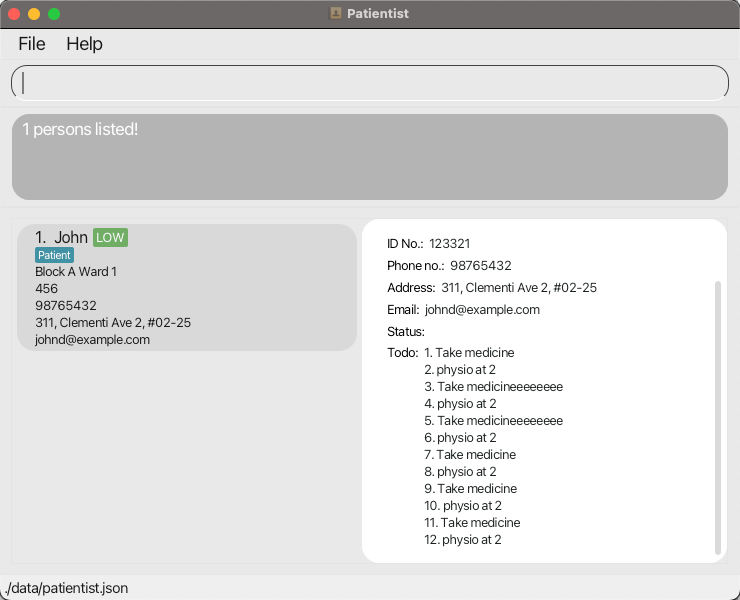 Patientist
File Help
1 persons listed!
1. John LOW
Patient
Block A Ward 1
456
98765432
311, Clementi Ave 2, #02-25
johnd@example.com
ID No.: 123321
Phone no.: 98765432
Address: 311, Clementi Ave 2, #02-25
Email: johnd@example.com
Status:
Todo: 1. Take medicine
2. physio at 2
3. Take medicineeeeeeee
4. physio at 2
5. Take medicineeeeeeee
6. physio at 2
7. Take medicine
8. physio at 2
9. Take medicine
10. physio at 2
11. Take medicine
12. physio at 2
./data/patientist.json